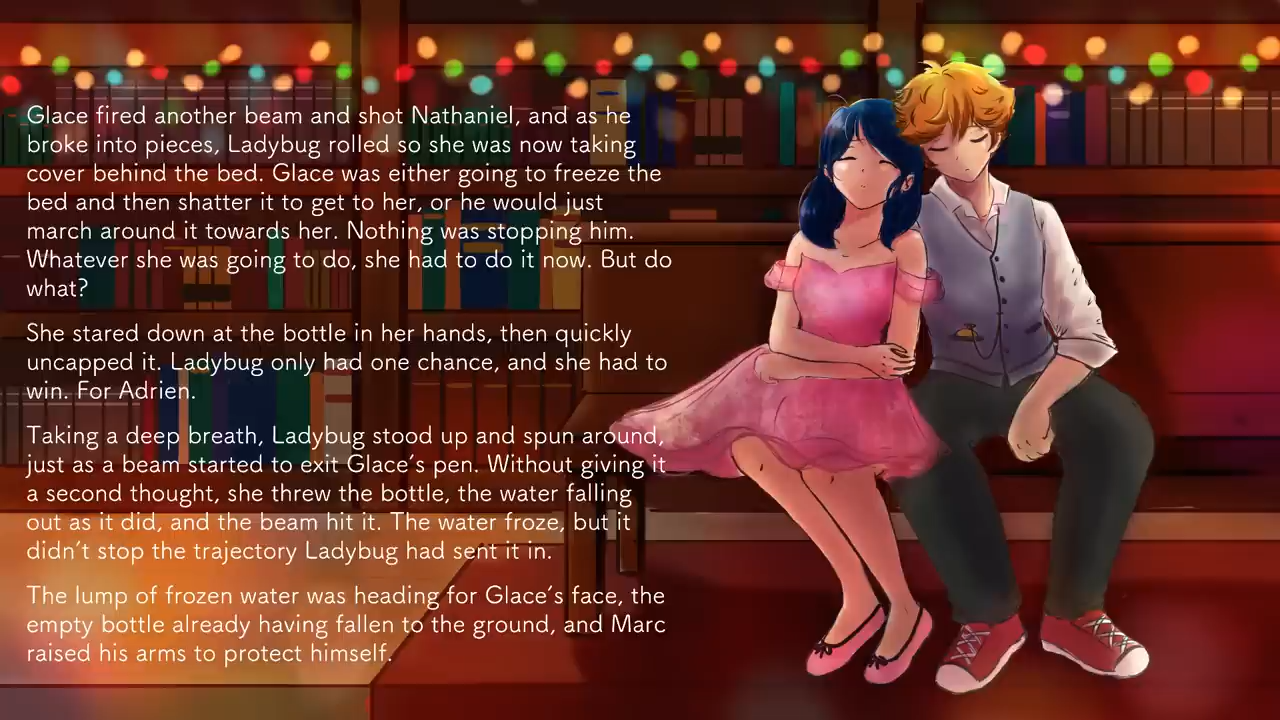 Glace fired another beam and shot Nathaniel, and as he
broke into pieces, Ladybug rolled so she was now taking
cover behind the bed. Glace was either going to freeze the
bed and then shatter it to get to her, or he would just
march around it towards her. Nothing was stopping him.
Whatever she was going to do, she had to do it now. But do
what?
She stared down at the bottle in her hands, then quickly
uncapped it. Ladybug only had one chance, and she had to
win. For Adrien.
Taking a deep breath, Ladybug stood up and spun around,
just as a beam started to exit Glace's pen. Without giving it
a second thought, she threw the bottle, the water falling
out as it did, and the beam hit it. The water froze, but it
didn't stop the trajectory Ladybug had sent it in.
The lump of frozen water was heading for Glace's face, the
empty bottle already having fallen to the ground, and Marc
raised his arms to protect himself.